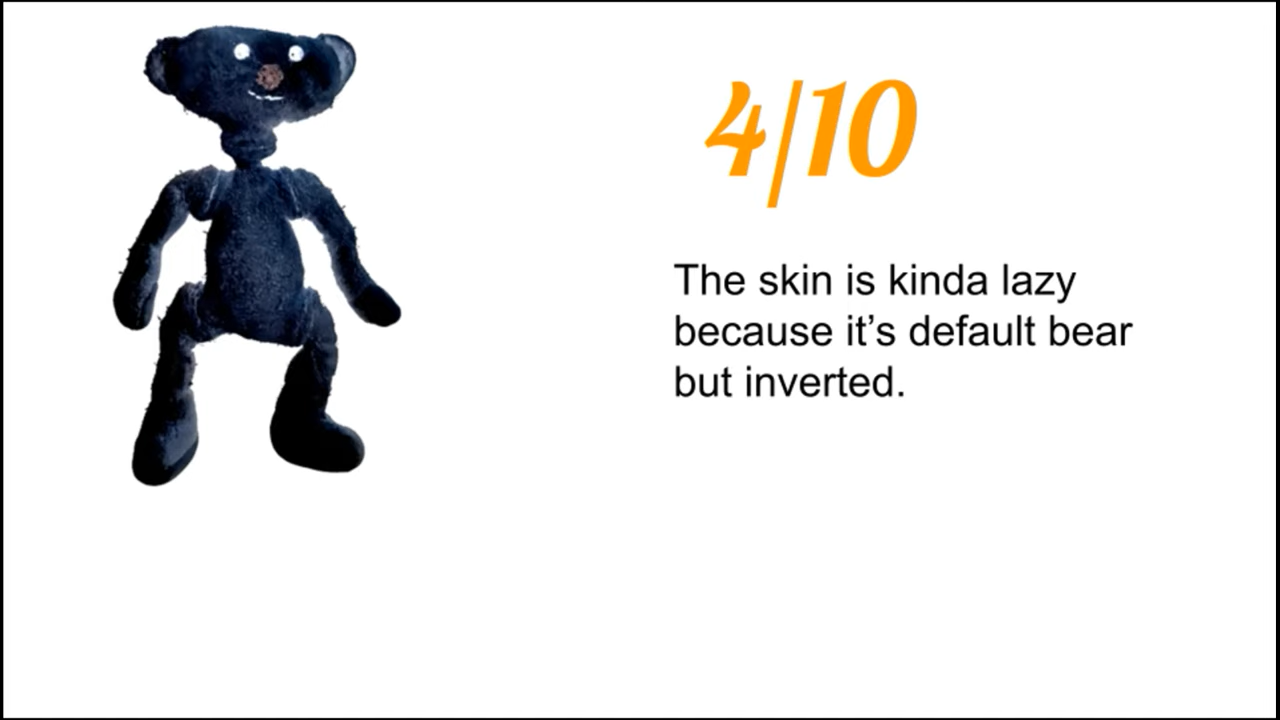 4/10
The skin is kinda lazy
because it’s default bear
but inverted.